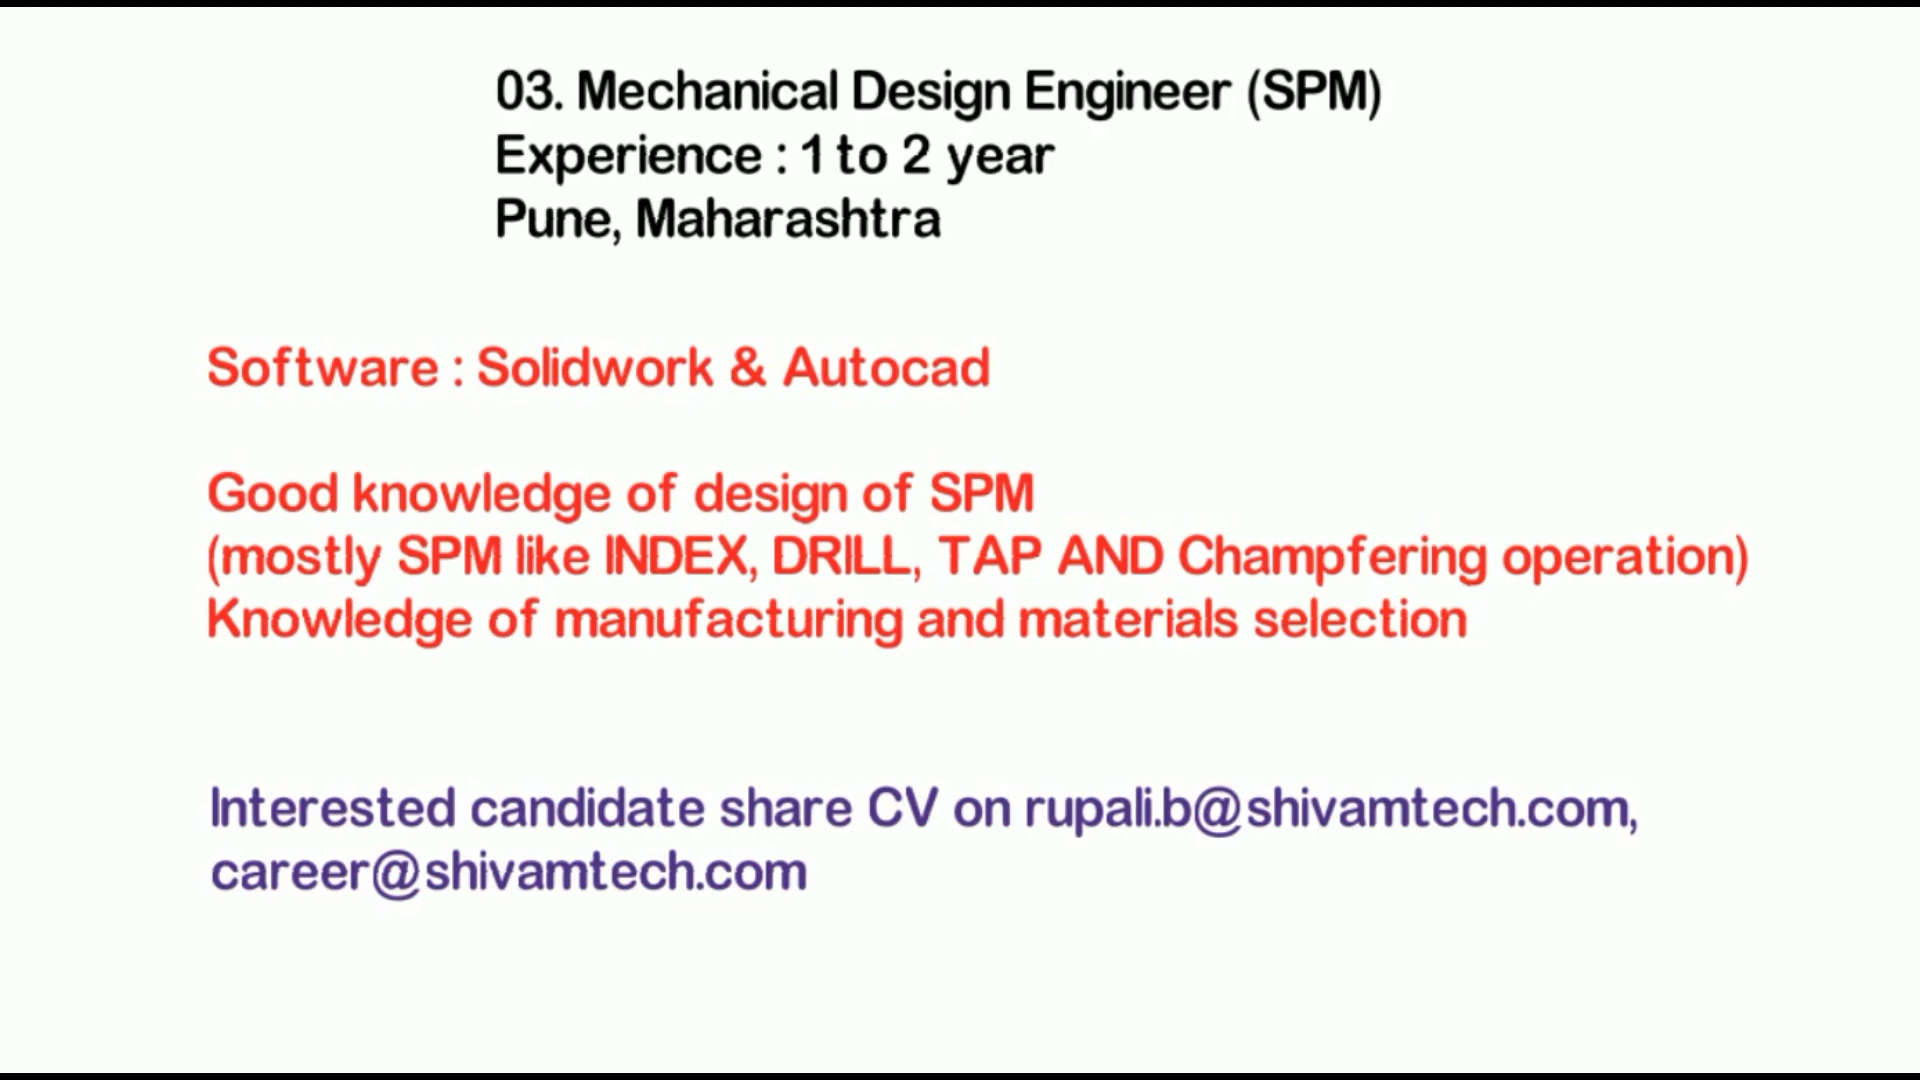 03. Mechanical Design Engineer (SPM)
Experience : 1 to 2 year
Pune, Maharashtra
Software : Solidwork & Autocad
Good knowledge of design of SPM
(mostly SPM like INDEX, DRILL, TAP AND Champfering operation)
Knowledge of manufacturing and materials selection
Interested candidate share CV on rupali.b@shivamtech.com,
career@shivamtech.com